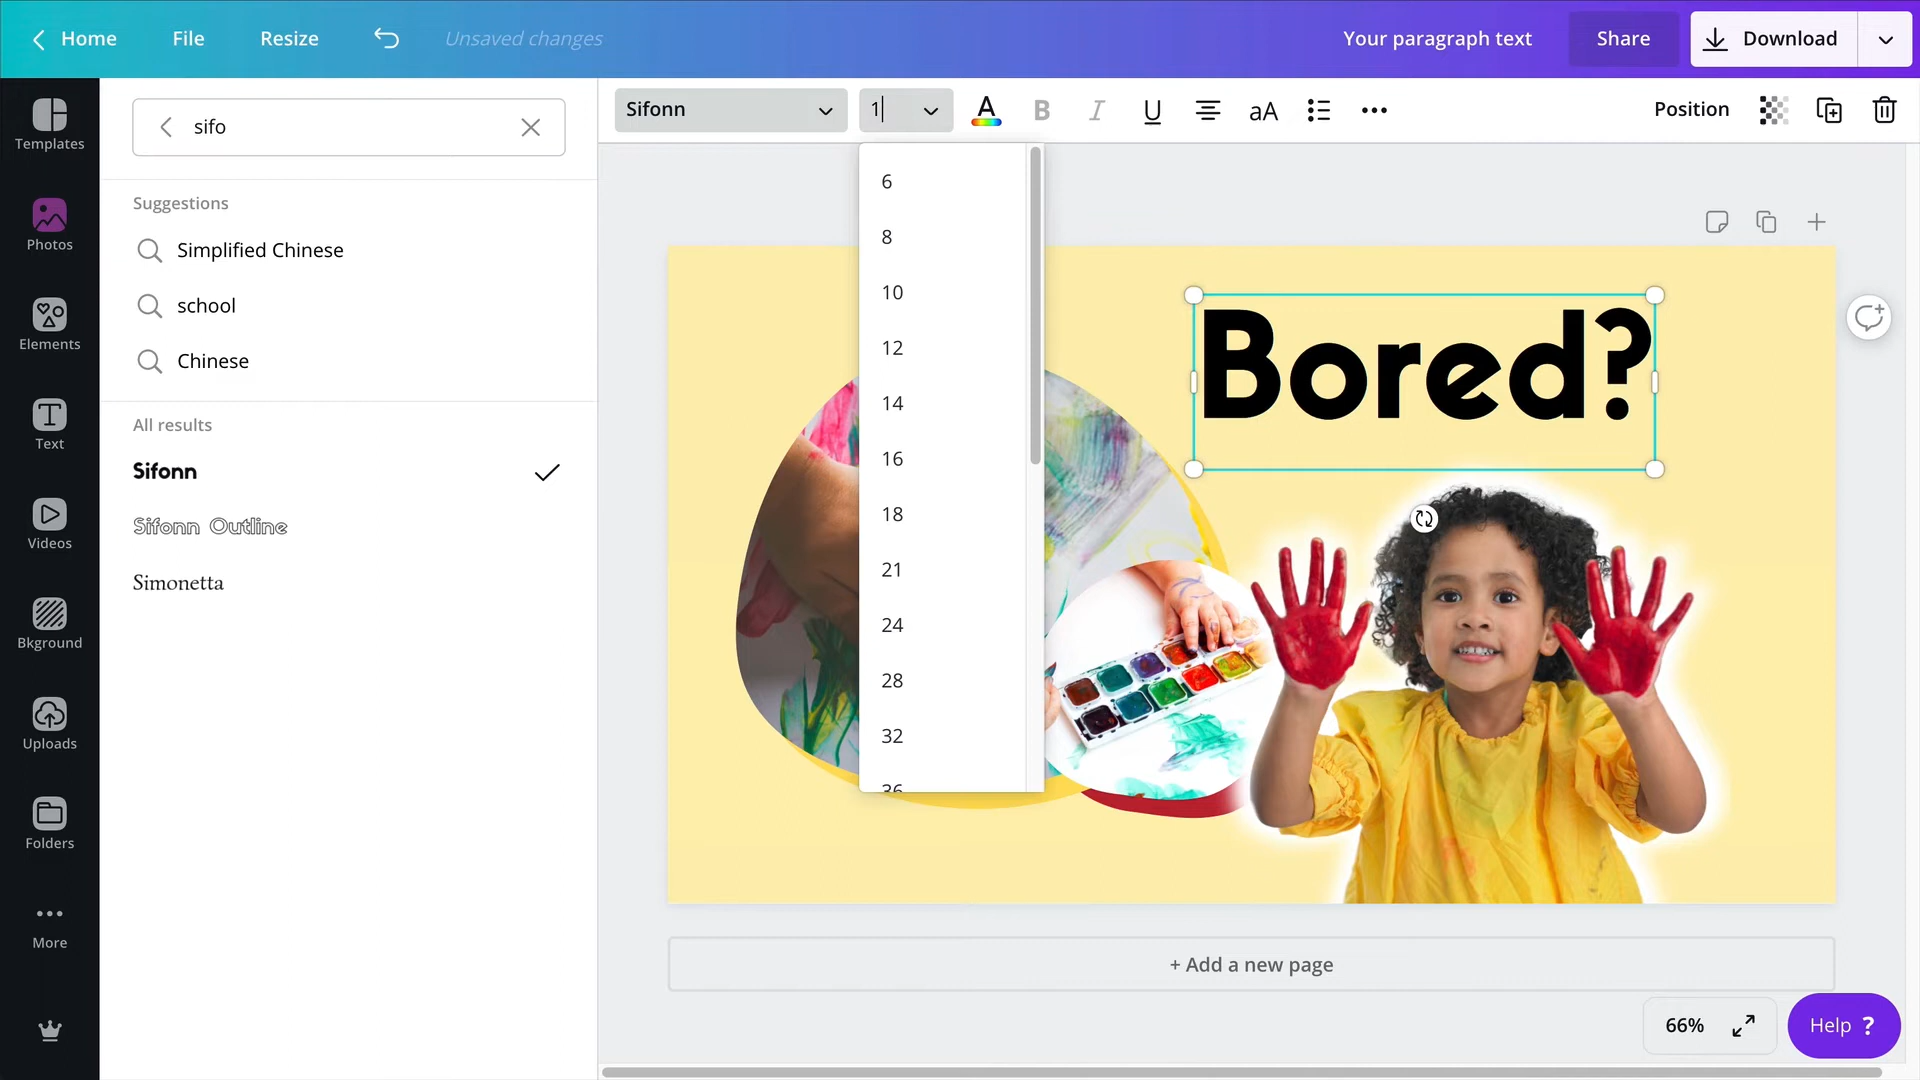 Home File Resize Unsaved changes Your paragraph text Share Download
Sifonn 1 A B I U aA Position
sifo
Suggestions
Simplified Chinese
school
Chinese
All results
Sifonn
Sifonn Outline
Simonetta
Templates
Photos
Elements
Text
Videos
Bkground
Uploads
Folders
More
6
8
10
12
14
16
18
21
24
28
32
36
Bored?
+ Add a new page
66%
Help ?